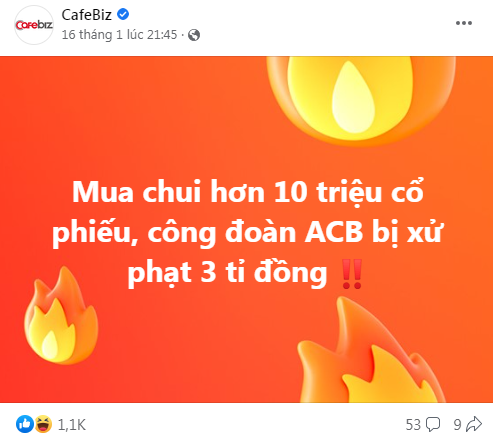 CafeBiz
CafeBiz
16 tháng 1 lúc 21:45 ·
Mua chui hơn 10 triệu cổ
phiếu, công đoàn ACB bị xử
phạt 3 tỉ đồng ‼️
1,1K
53
9